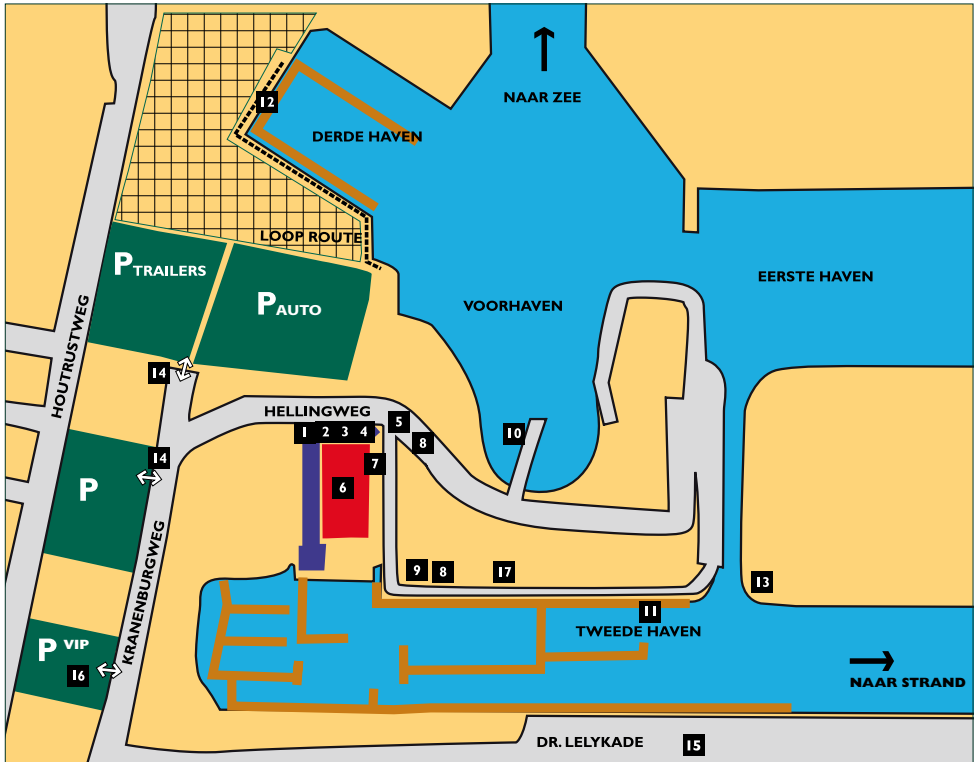 NAAR ZEE
12
DERDE HAVEN
LOOP ROUTE
P TRAILERS
P AUTO
EERSTE HAVEN
VOORHAVEN
HOUTRUSTWEG
14
HELLINGWEG
1 2 3 4
5
8
10
14
7
6
P
9
8
17
13
11
TWEEDE HAVEN
KRANENBURGWEG
P VIP
16
NAAR STRAND
DR. LELYKADE
15